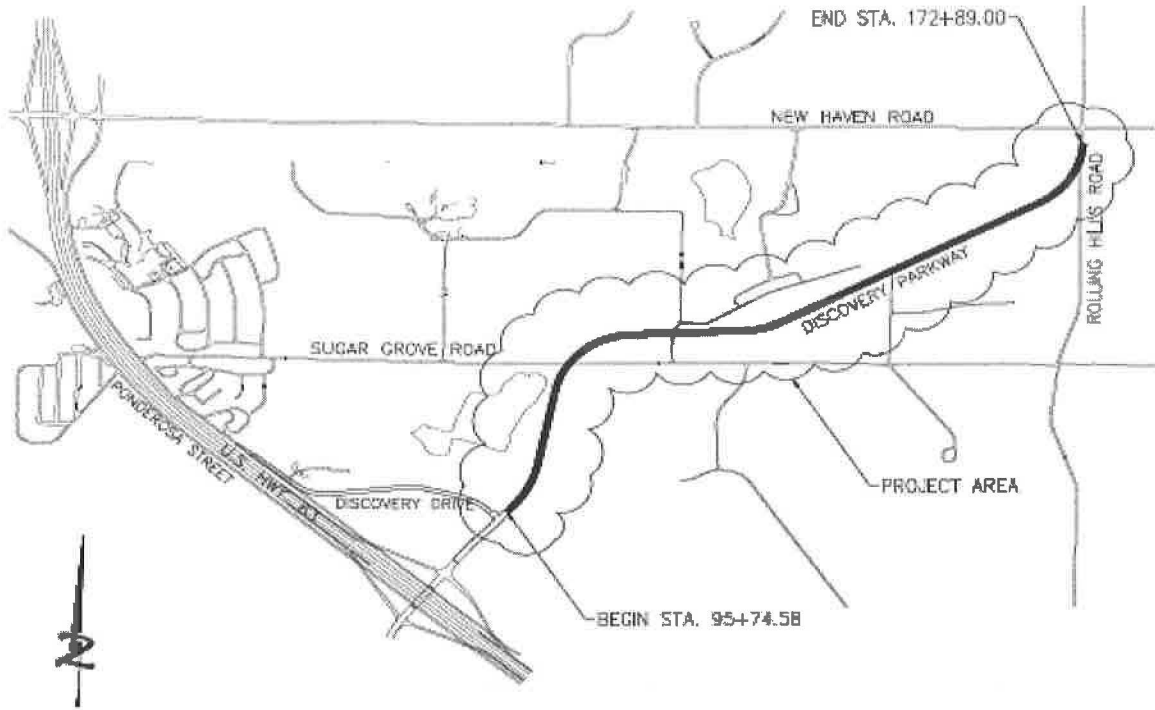 END STA. 172+89.00
NEW HAVEN ROAD
ROLLING HILLS ROAD
DISCOVERY PARKWAY
SUGAR GROVE ROAD
PONDEROSA STREET
U.S. HWY 63
DISCOVERY DRIVE
PROJECT AREA
BEGIN STA. 95+74.58
N